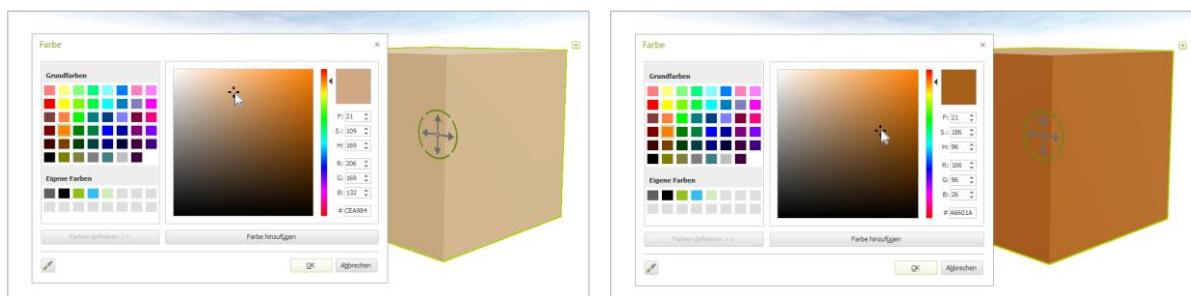 Farbe
×
Grundfarben
Eigene Farben
F: 21
S.: 109
H: 169
R: 206
G: 169
B: 132
#: CEA984
Farben definieren >>
Farbe hinzufügen
OK
Abbrechen
Farbe
×
Grundfarben
Eigene Farben
F: 21
S.: 186
H: 96
R: 166
G: 96
B: 26
#: A6601A
Farben definieren >>
Farbe hinzufügen
OK
Abbrechen